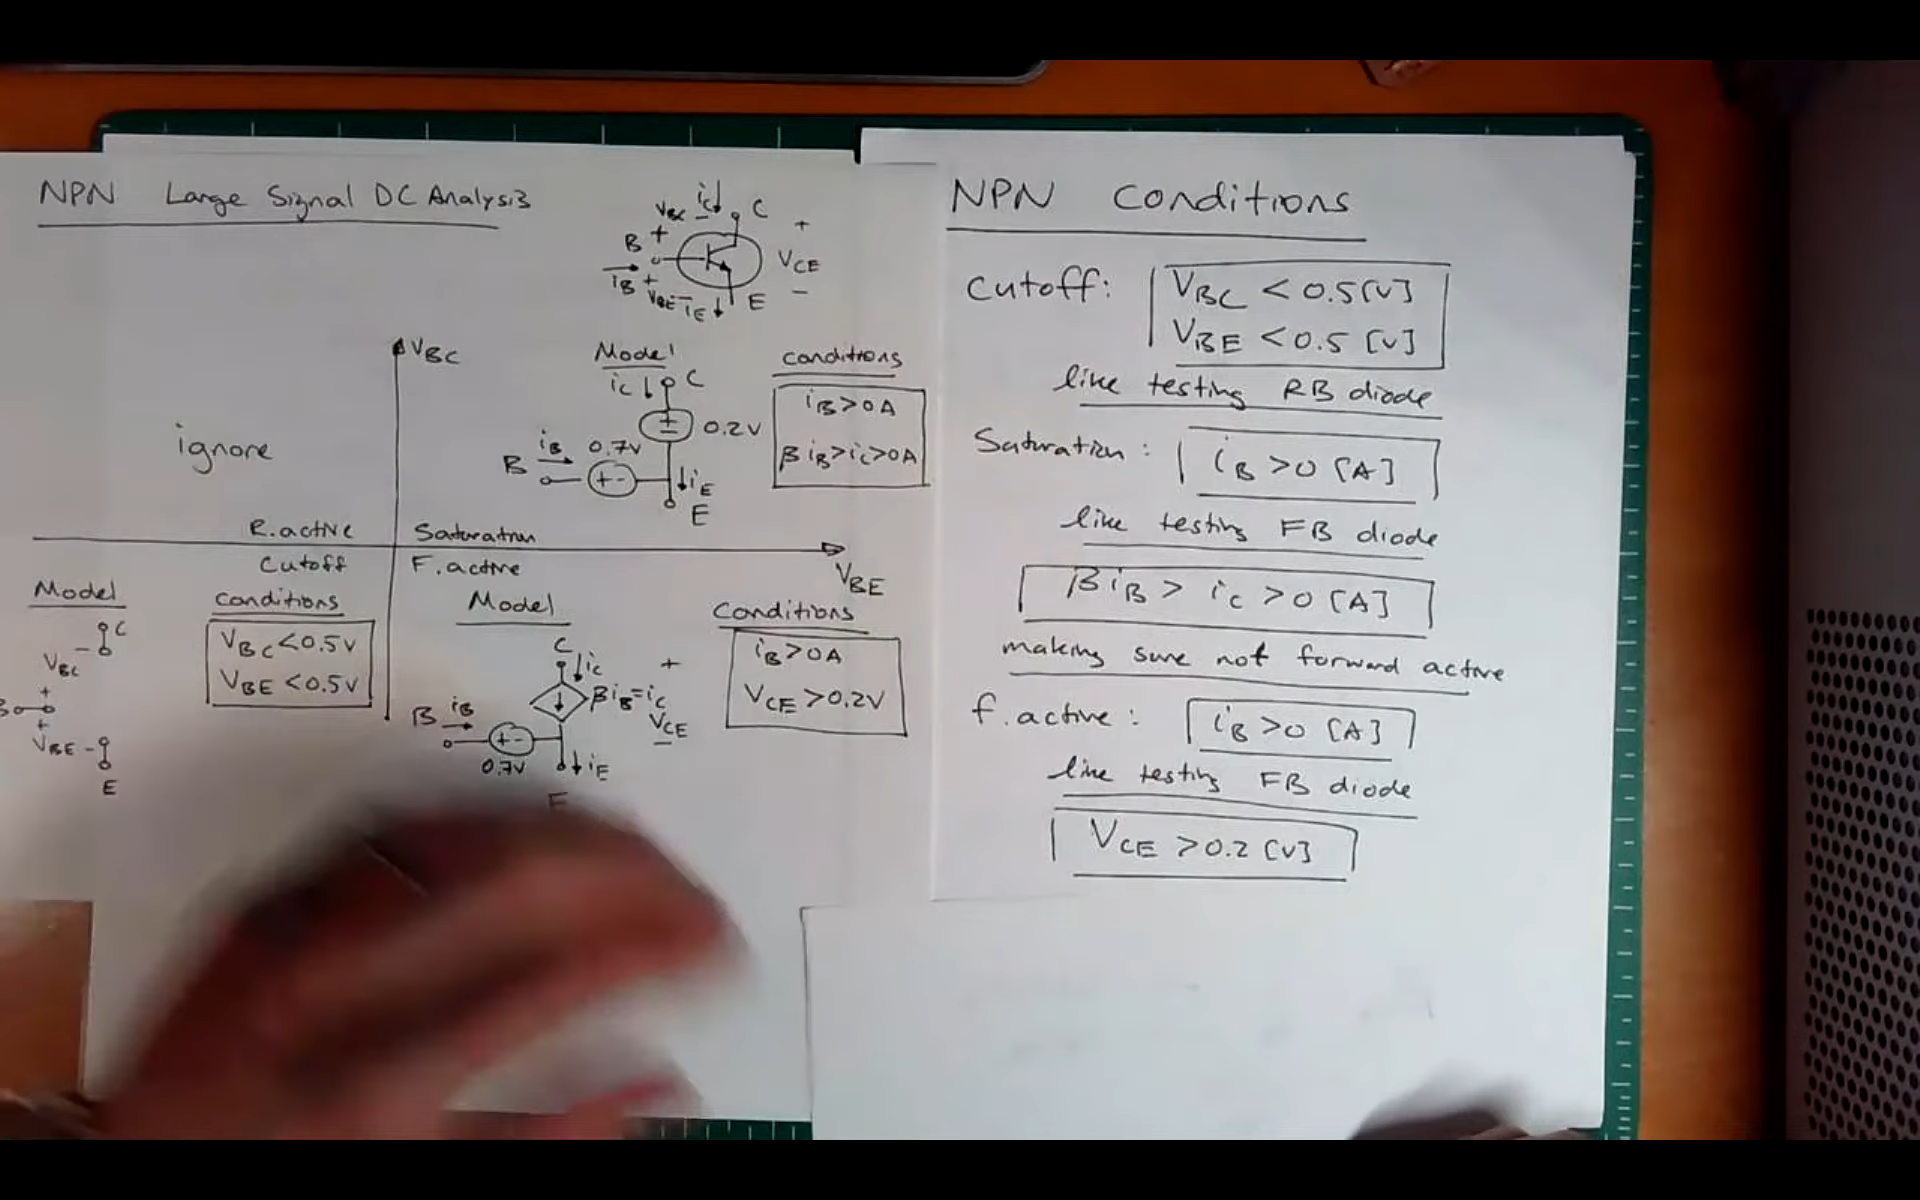 NPN Large Signal DC Analysis
iC
VBC
−
C
+
B
+
VCE
iB
+
VBE
−
iE
E
−
VBC
Model
iC
C
+
−
0.2V
iB
0.7V
B
+ −
iE
E
conditions
iB>0A
βiB>iC>0A
ignore
R.active
Saturation
Cutoff
F.active
VBE
Model
C
−
VBC
+
+
VBE −
E
conditions
VBC<0.5V
VBE<0.5V
Model
C
iC
+
βiB=iC
VCE
−
B
iB
+ −
0.7V
iE
Conditions
iB>0A
VCE>0.2V
NPN Conditions
Cutoff: VBC < 0.5[V]
VBE < 0.5 [V]
like testing RB diode
Saturation: iB >0 [A]
like testing FB diode
βiB > iC >0 [A]
making sure not forward active
f.active: iB >0 [A]
like testing FB diode
VCE >0.2 [V]